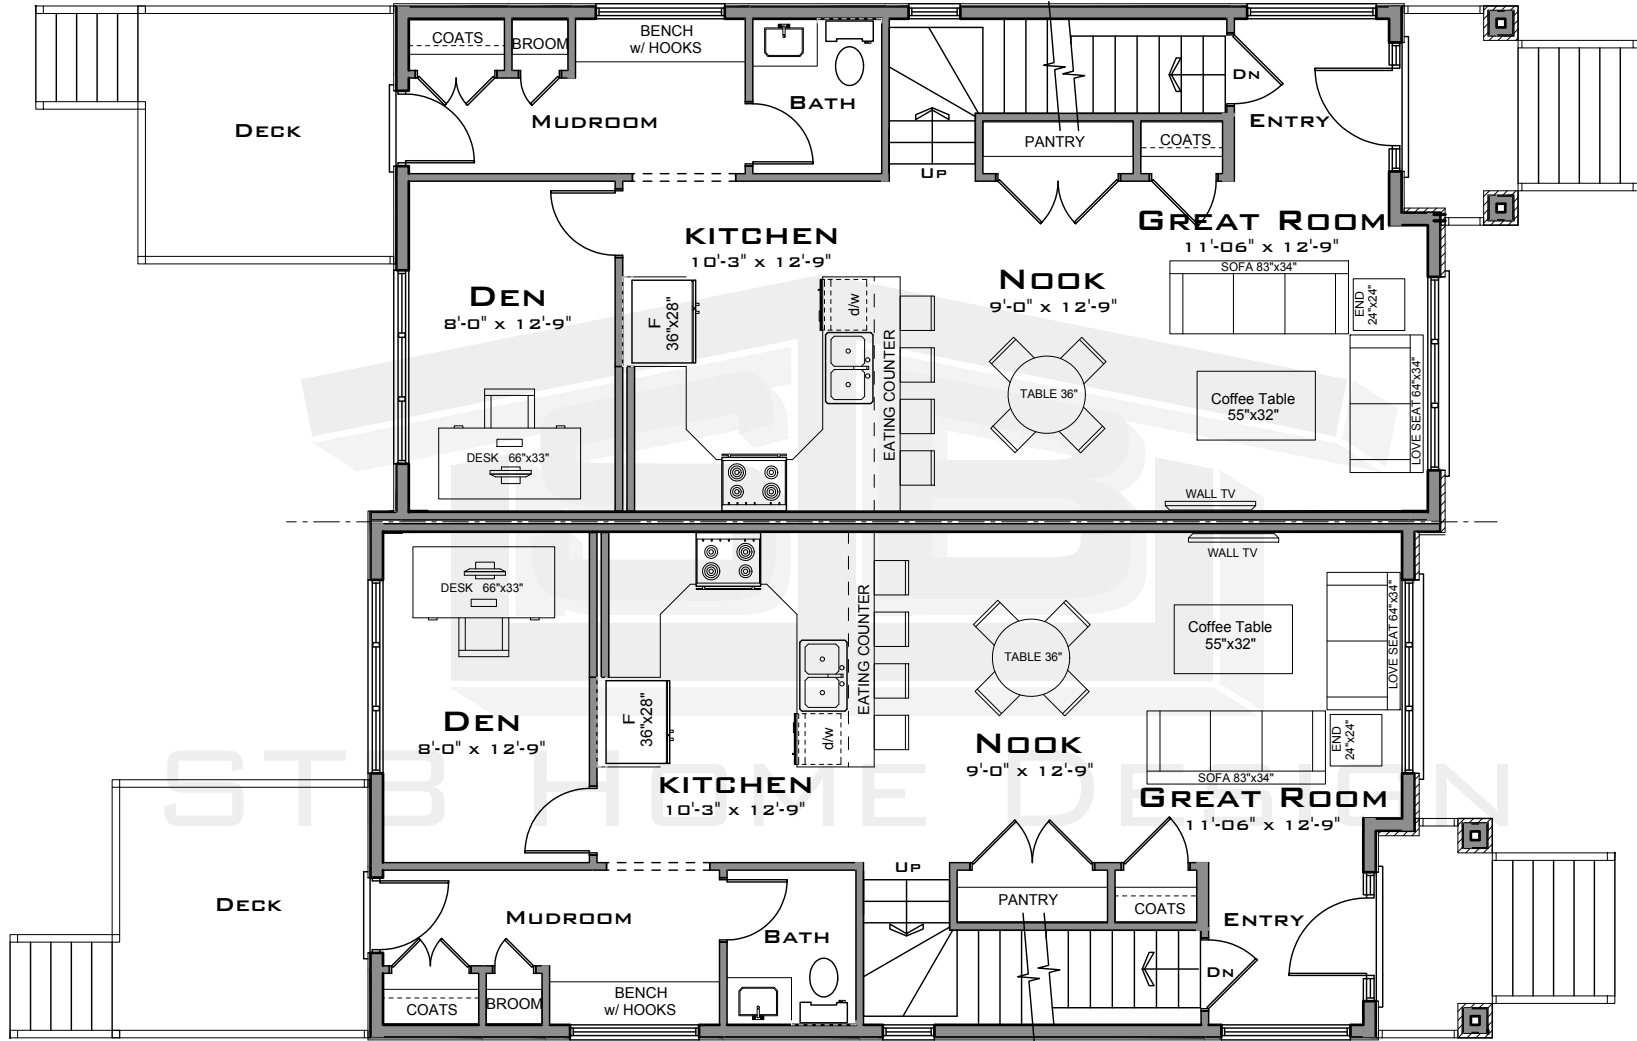 COATS
BROOM
BENCH
w/ HOOKS
BATH
DN
ENTRY
DECK
MUDROOM
PANTRY
COATS
UP
KITCHEN
10'-3" x 12'-9"
GREAT ROOM
11'-06" x 12'-9"
SOFA 83"x34"
NOOK
9'-0" x 12'-9"
DEN
8'-0" x 12'-9"
F
36"x28"
d/w
EATING COUNTER
END
24"x24"
TABLE 36"
Coffee Table
55"x32"
LOVE SEAT 64"x34"
DESK 66"x33"
WALL TV
STB
WALL TV
DESK 66"x33"
EATING COUNTER
Coffee Table
55"x32"
LOVE SEAT 64"x34"
TABLE 36"
F
36"x28"
d/w
DEN
8'-0" x 12'-9"
NOOK
9'-0" x 12'-9"
END
24"x24"
SOFA 83"x34"
STB HOME DESIGN
KITCHEN
10'-3" x 12'-9"
GREAT ROOM
11'-06" x 12'-9"
UP
PANTRY
COATS
DECK
MUDROOM
ENTRY
BATH
DN
COATS
BROOM
BENCH
w/ HOOKS